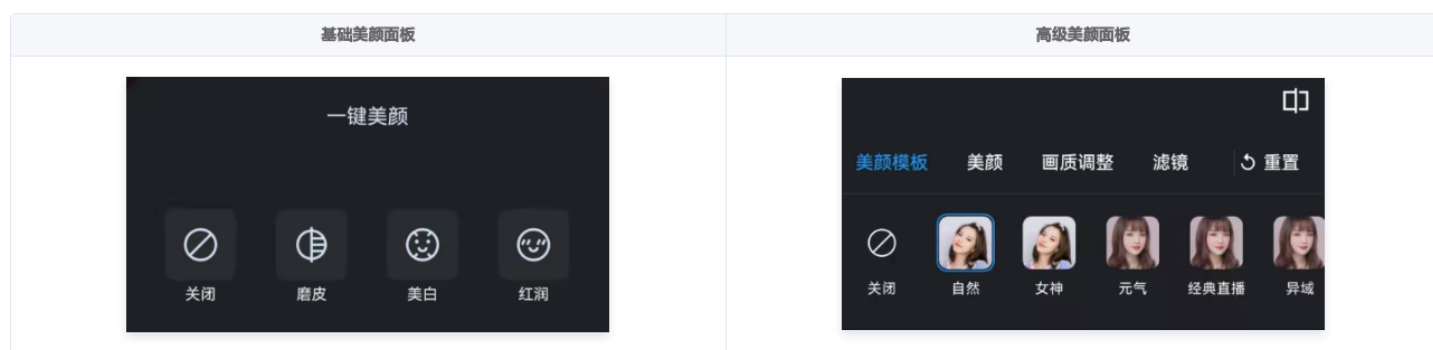 基础美颜面板
高级美颜面板
一键美颜
关闭
磨皮
美白
红润
美颜模板 美颜 画质调整 滤镜 重置
关闭
自然
女神
元气
经典直播
异域